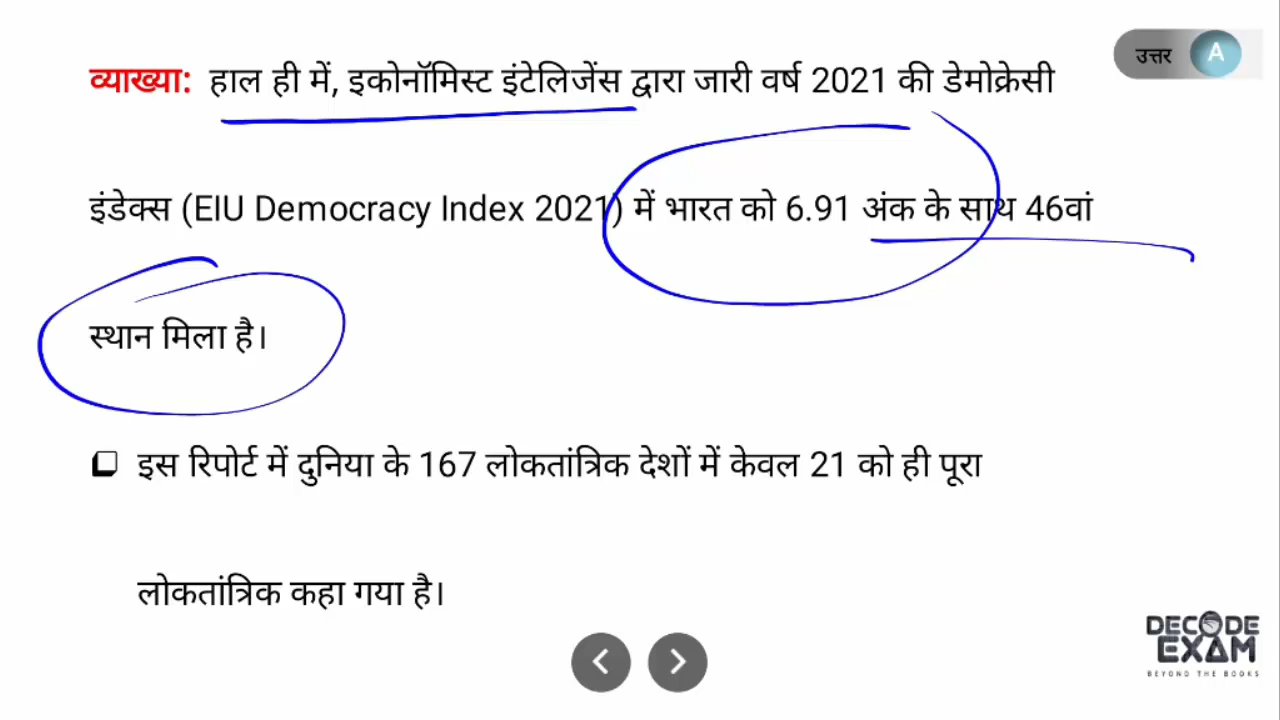 उत्तर A
व्याख्या: हाल ही में, इकोनॉमिस्ट इंटेलिजेंस द्वारा जारी वर्ष 2021 की डेमोक्रेसी
इंडेक्स (EIU Democracy Index 2021) में भारत को 6.91 अंक के साथ 46वां
स्थान मिला है।
इस रिपोर्ट में दुनिया के 167 लोकतांत्रिक देशों में केवल 21 को ही पूरा
लोकतांत्रिक कहा गया है।
DECODE
EXAM
BEYOND THE BOOKS